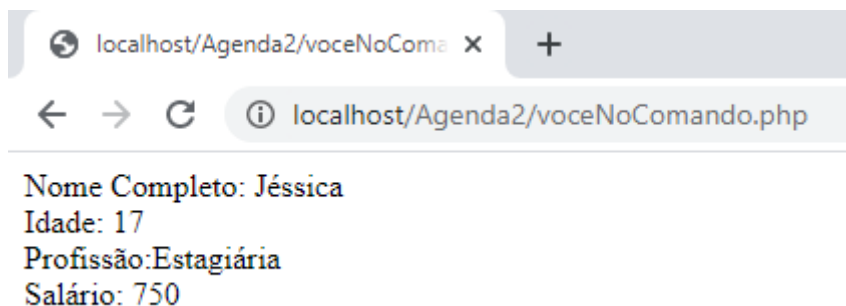 localhost/Agenda2/voceNoComa
localhost/Agenda2/voceNoComando.php
Nome Completo: Jéssica
Idade: 17
Profissão:Estagiária
Salário: 750